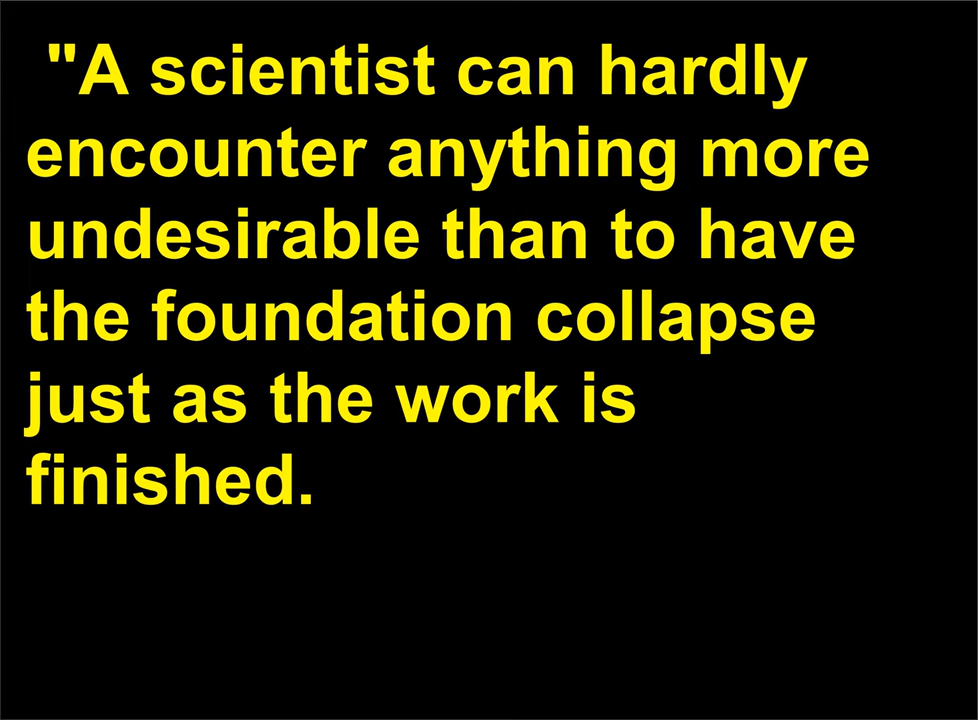 "A scientist can hardly
encounter anything more
undesirable than to have
the foundation collapse
just as the work is
finished.